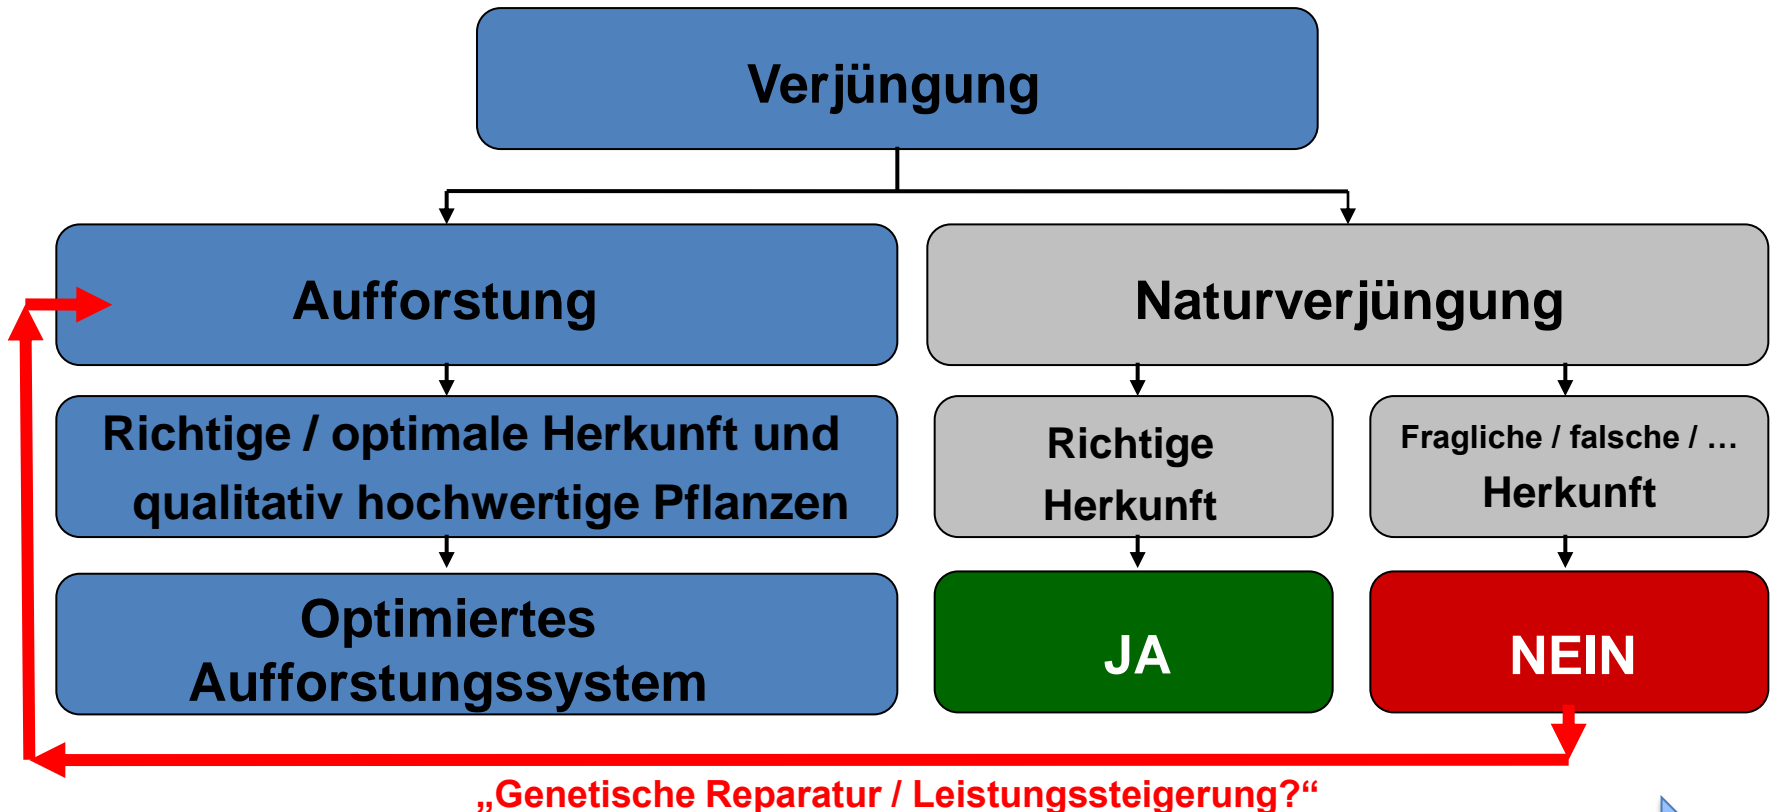 Verjüngung
Aufforstung
Naturverjüngung
Richtige / optimale Herkunft und
qualitativ hochwertige Pflanzen
Richtige
Herkunft
Fragliche / falsche / ...
Herkunft
Optimiertes
Aufforstungssystem
JA
NEIN
„Genetische Reparatur / Leistungssteigerung?“